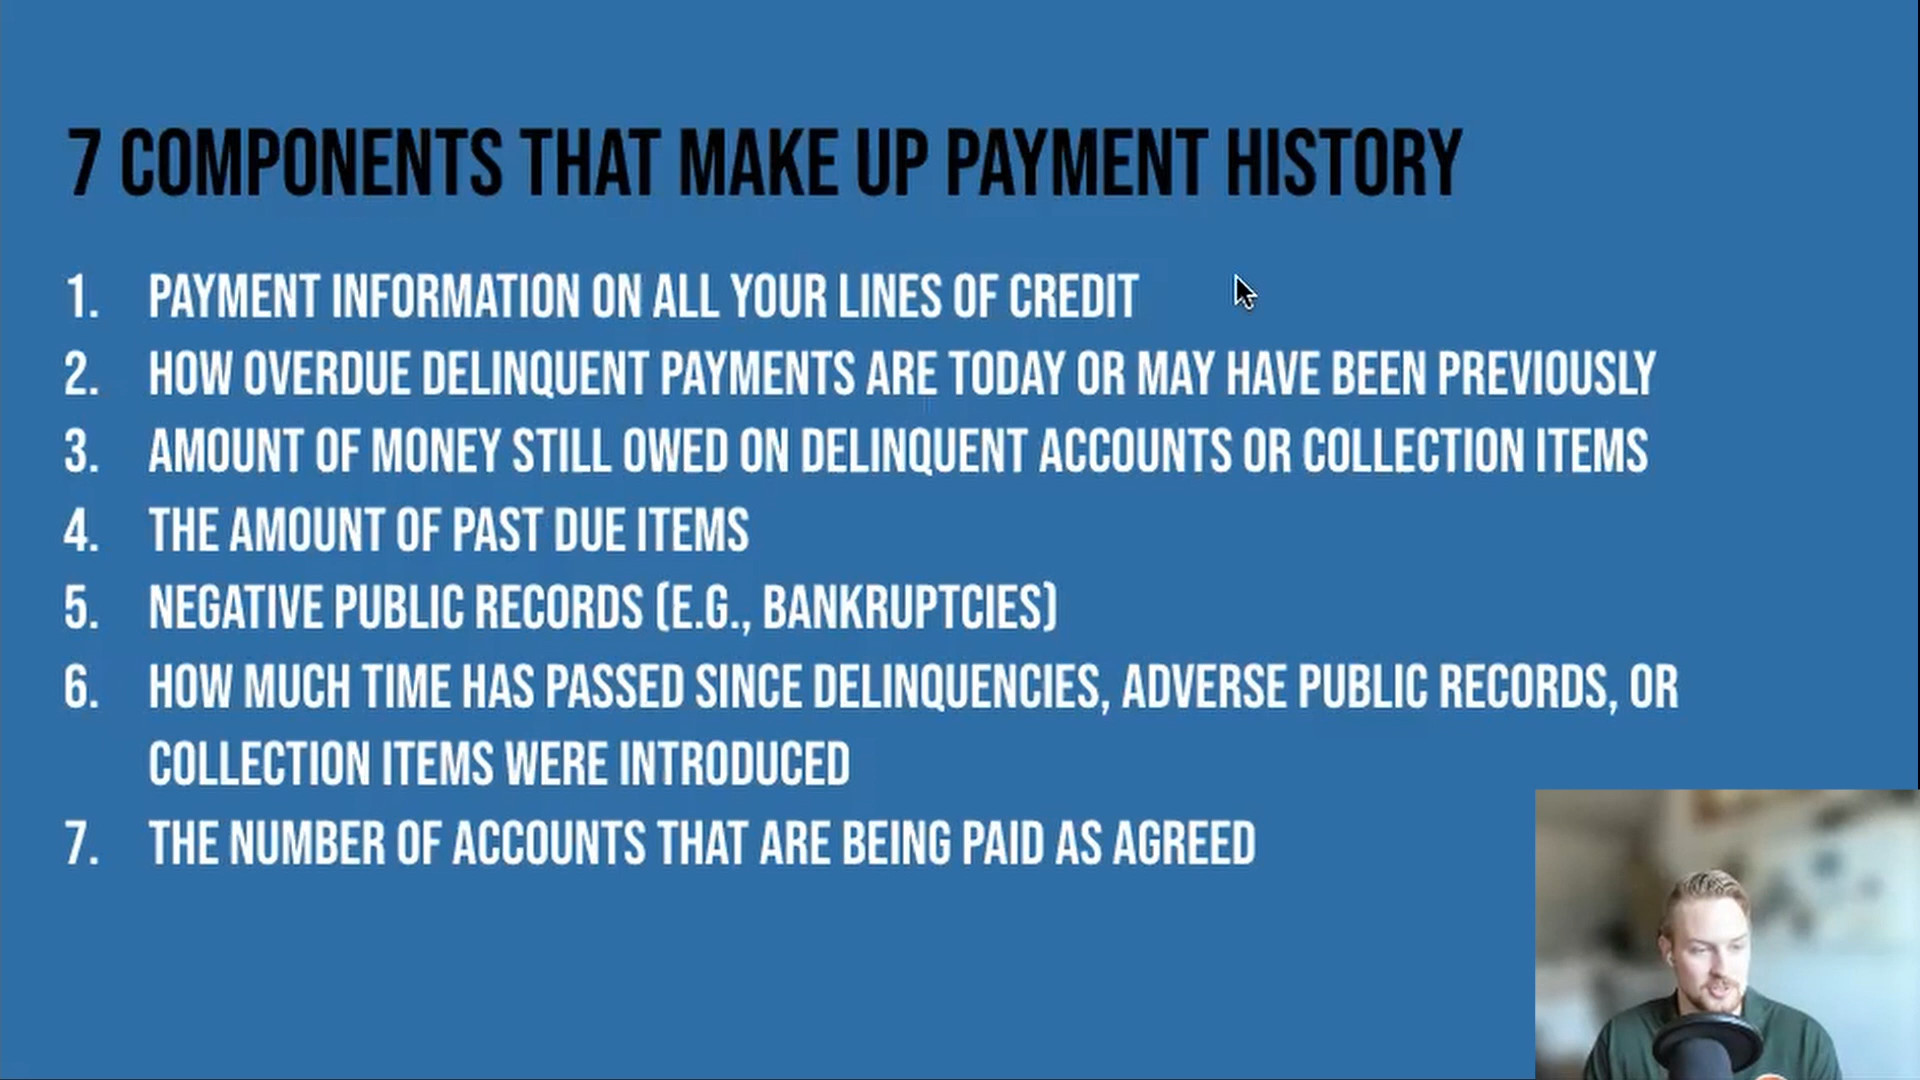 7 COMPONENTS THAT MAKE UP PAYMENT HISTORY
1. PAYMENT INFORMATION ON ALL YOUR LINES OF CREDIT
2. HOW OVERDUE DELINQUENT PAYMENTS ARE TODAY OR MAY HAVE BEEN PREVIOUSLY
3. AMOUNT OF MONEY STILL OWED ON DELINQUENT ACCOUNTS OR COLLECTION ITEMS
4. THE AMOUNT OF PAST DUE ITEMS
5. NEGATIVE PUBLIC RECORDS (E.G., BANKRUPTCIES)
6. HOW MUCH TIME HAS PASSED SINCE DELINQUENCIES, ADVERSE PUBLIC RECORDS, OR
COLLECTION ITEMS WERE INTRODUCED
7. THE NUMBER OF ACCOUNTS THAT ARE BEING PAID AS AGREED